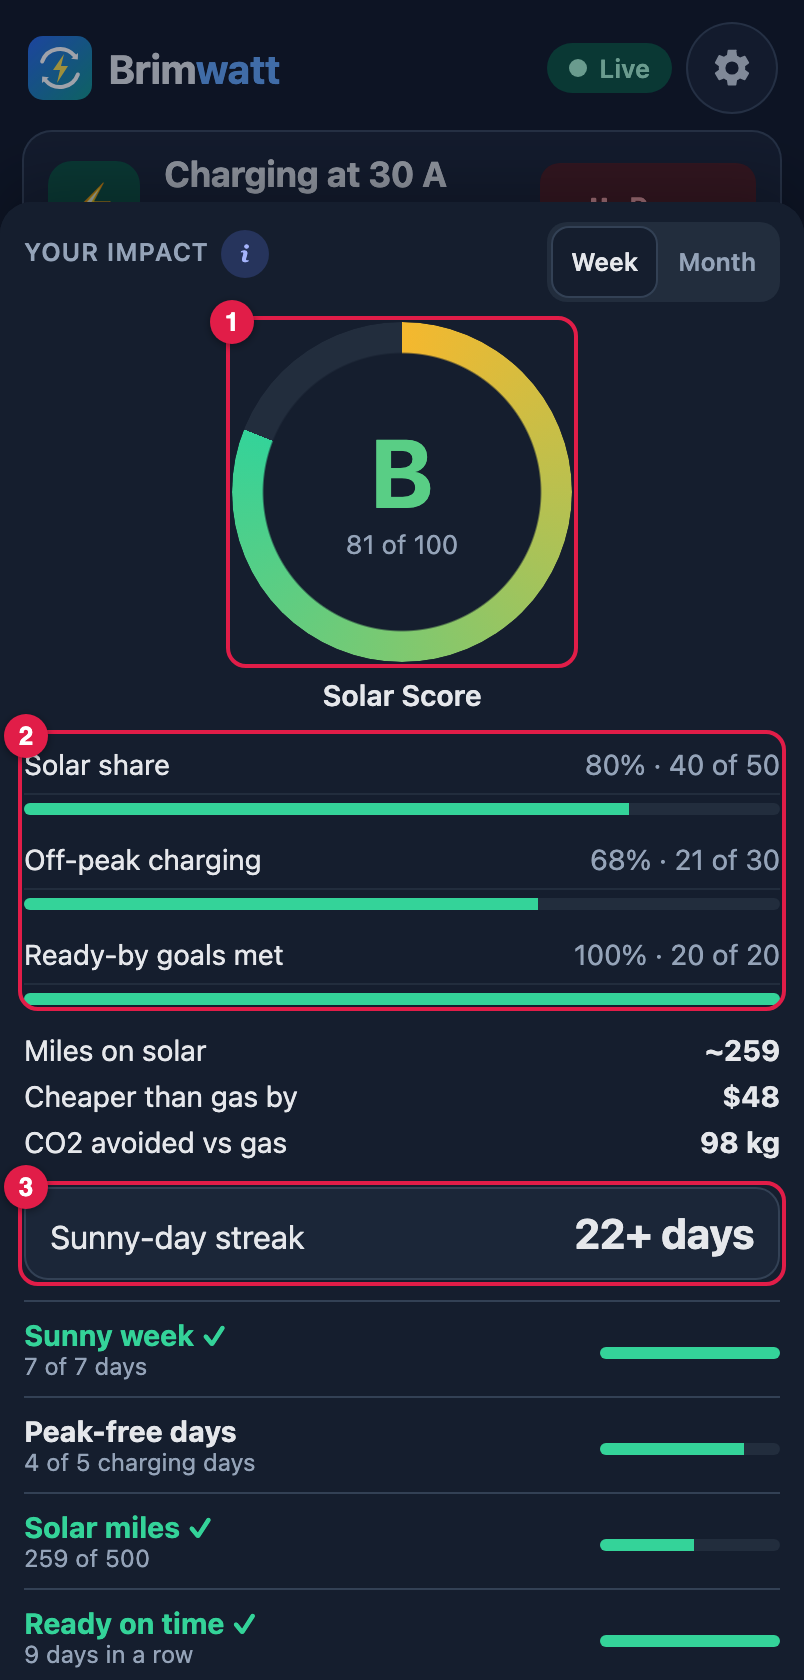 Brimwatt
Live
Charging at 30 A
YOUR IMPACT i
Week Month
1
B
81 of 100
Solar Score
2
Solar share 80% · 40 of 50
Off-peak charging 68% · 21 of 30
Ready-by goals met 100% · 20 of 20
Miles on solar ~259
Cheaper than gas by $48
CO2 avoided vs gas 98 kg
3
Sunny-day streak 22+ days
Sunny week ✓
7 of 7 days
Peak-free days
4 of 5 charging days
Solar miles ✓
259 of 500
Ready on time ✓
9 days in a row